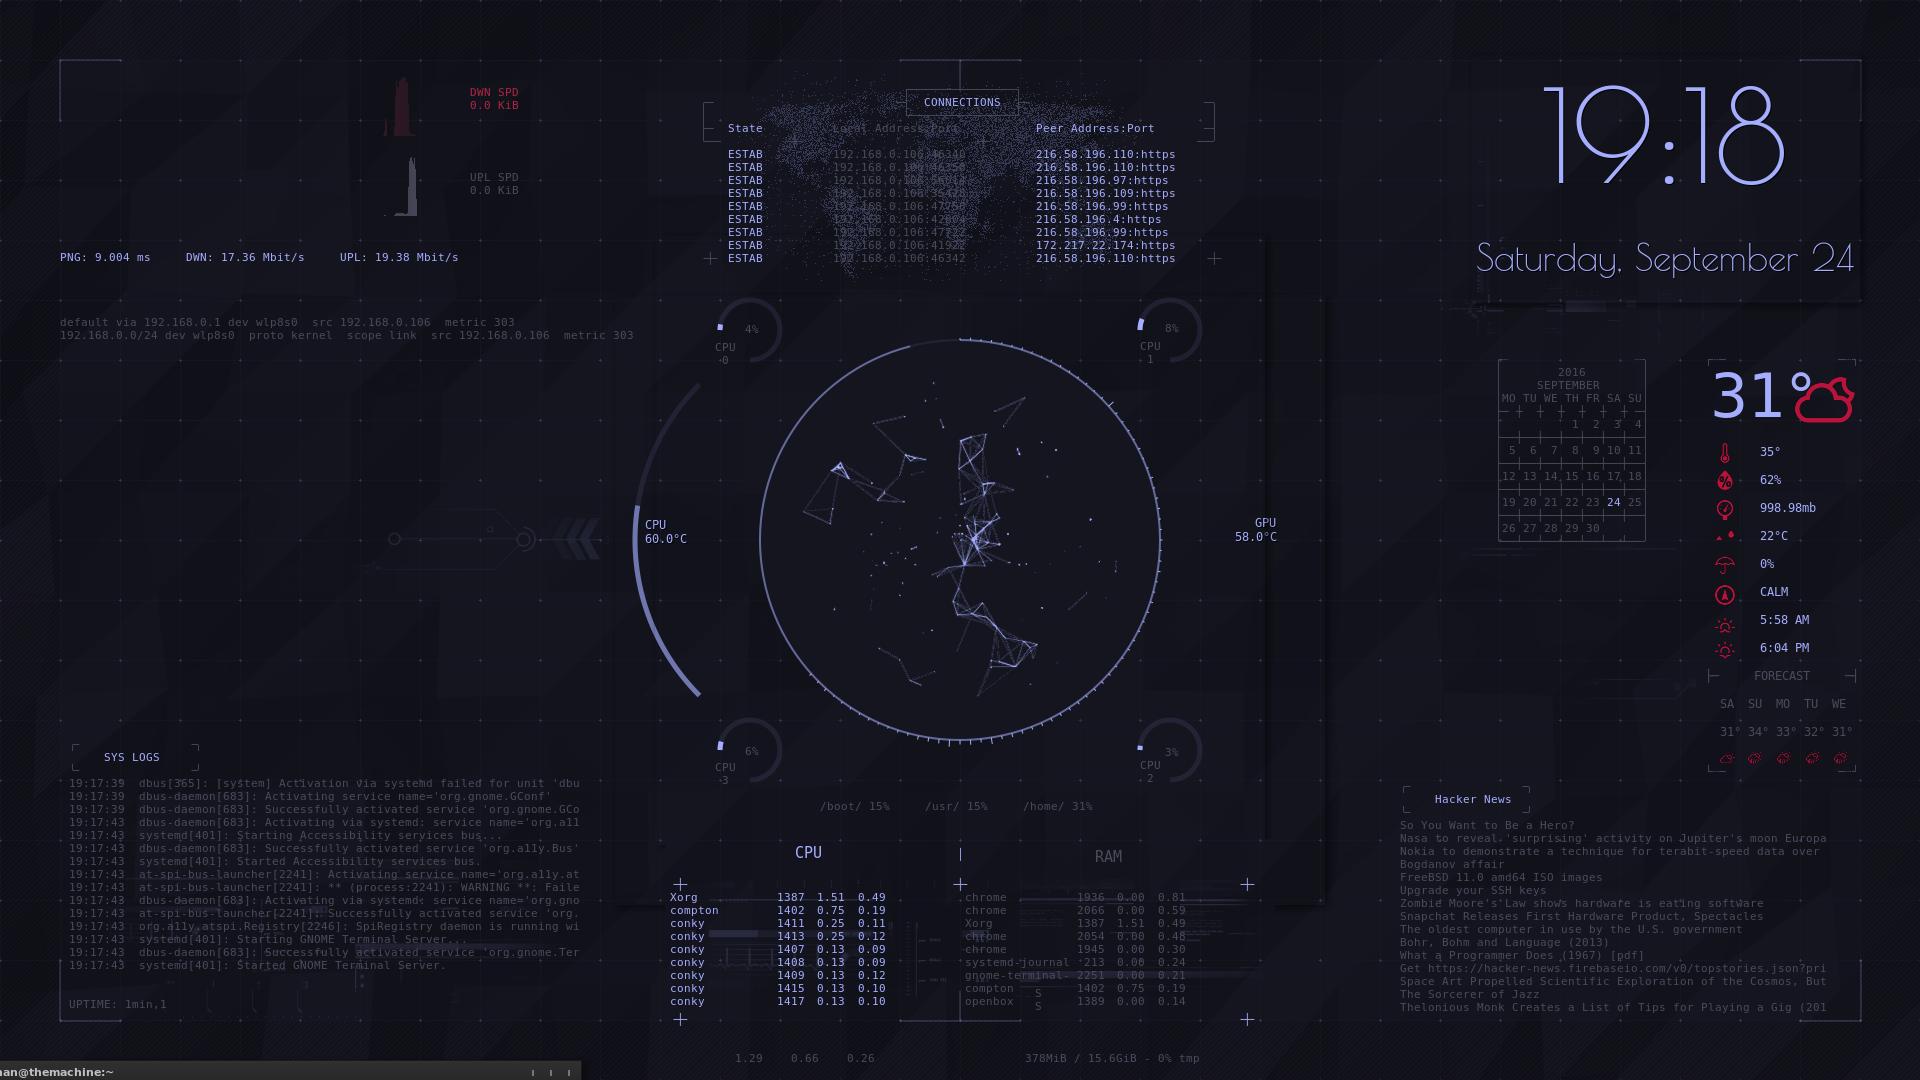 DWN SPD
0.0 KiB
UPL SPD
0.0 KiB
PNG: 9.004 ms DWN: 17.36 Mbit/s UPL: 19.38 Mbit/s
default via 192.168.0.1 dev wlp8s0 src 192.168.0.106 metric 303
192.168.0.0/24 dev wlp8s0 proto kernel scope link src 192.168.0.106 metric 303
CONNECTIONS
State Local Address:Port Peer Address:Port
ESTAB 192.168.0.106:46340 216.58.196.110:https
ESTAB 216.58.196.110:https
ESTAB 216.58.196.97:https
ESTAB 216.58.196.109:https
ESTAB 216.58.196.99:https
ESTAB 216.58.196.4:https
ESTAB 216.58.196.99:https
ESTAB 172.217.22.174:https
ESTAB 192.168.0.106:46342 216.58.196.110:https
19:18
Saturday, September 24
4%
CPU
0
8%
CPU
1
CPU
60.0°C
GPU
58.0°C
6%
CPU
3
3%
CPU
2
/boot/ 15% /usr/ 15% /home/ 31%
2016
SEPTEMBER
MO TU WE TH FR SA SU
1 2 3 4
5 6 7 8 9 10 11
12 13 14 15 16 17 18
19 20 21 22 23 24 25
26 27 28 29 30
31°
35°
62%
998.98mb
22°C
0%
CALM
5:58 AM
6:04 PM
FORECAST
SA SU MO TU WE
31° 34° 33° 32° 31°
SYS LOGS
19:17:39 dbus[365]: [system] Activation via systemd failed for unit 'dbu
19:17:39 dbus-daemon[683]: Activating service name='org.gnome.GConf'
19:17:39 dbus-daemon[683]: Successfully activated service 'org.gnome.GCo
19:17:43 dbus-daemon[683]: Activating via systemd: service name='org.a11
19:17:43 systemd[401]: Starting Accessibility services bus...
19:17:43 dbus-daemon[683]: Successfully activated service 'org.a11y.Bus'
19:17:43 systemd[401]: Started Accessibility services bus.
19:17:43 at-spi-bus-launcher[2241]: Activating service name='org.a11y.at
19:17:43 at-spi-bus-launcher[2241]: ** (process:2241): WARNING **: Faile
19:17:43 dbus-daemon[683]: Activating via systemd: service name='org.gno
19:17:43 at-spi-bus-launcher[2241]: Successfully activated service 'org.
19:17:43 org.a11y.atspi.Registry[2246]: SpiRegistry daemon is running wi
19:17:43 systemd[401]: Starting GNOME Terminal Server...
19:17:43 dbus-daemon[683]: Successfully activated service 'org.gnome.Ter
19:17:43 systemd[401]: Started GNOME Terminal Server.
UPTIME: 1min,1
CPU
Xorg 1387 1.51 0.49
compton 1402 0.75 0.19
conky 1411 0.25 0.11
conky 1413 0.25 0.12
conky 1407 0.13 0.09
conky 1408 0.13 0.09
conky 1409 0.13 0.12
conky 1415 0.13 0.10
conky 1417 0.13 0.10
RAM
chrome 1936 0.00 0.81
chrome 2066 0.00 0.59
Xorg 1387 1.51 0.49
chrome 2054 0.00 0.48
chrome 1945 0.00 0.30
systemd-journal 213 0.00 0.24
gnome-terminal- 2251 0.00 0.21
compton 1402 0.75 0.19
openbox 1389 0.00 0.14
S
S
1.29 0.66 0.26
378MiB / 15.6GiB - 0% tmp
Hacker News
So You Want to Be a Hero?
Nasa to reveal 'surprising' activity on Jupiter's moon Europa
Nokia to demonstrate a technique for terabit-speed data over
Bogdanov affair
FreeBSD 11.0 amd64 ISO images
Upgrade your SSH keys
Zombie Moore's Law shows hardware is eating software
Snapchat Releases First Hardware Product, Spectacles
The oldest computer in use by the U.S. government
Bohr, Bohm and Language (2013)
What a Programmer Does (1967) [pdf]
Get https://hacker-news.firebaseio.com/v0/topstories.json?pri
Space Art Propelled Scientific Exploration of the Cosmos, But
The Sorcerer of Jazz
Thelonious Monk Creates a List of Tips for Playing a Gig (201
nan@themachine:~